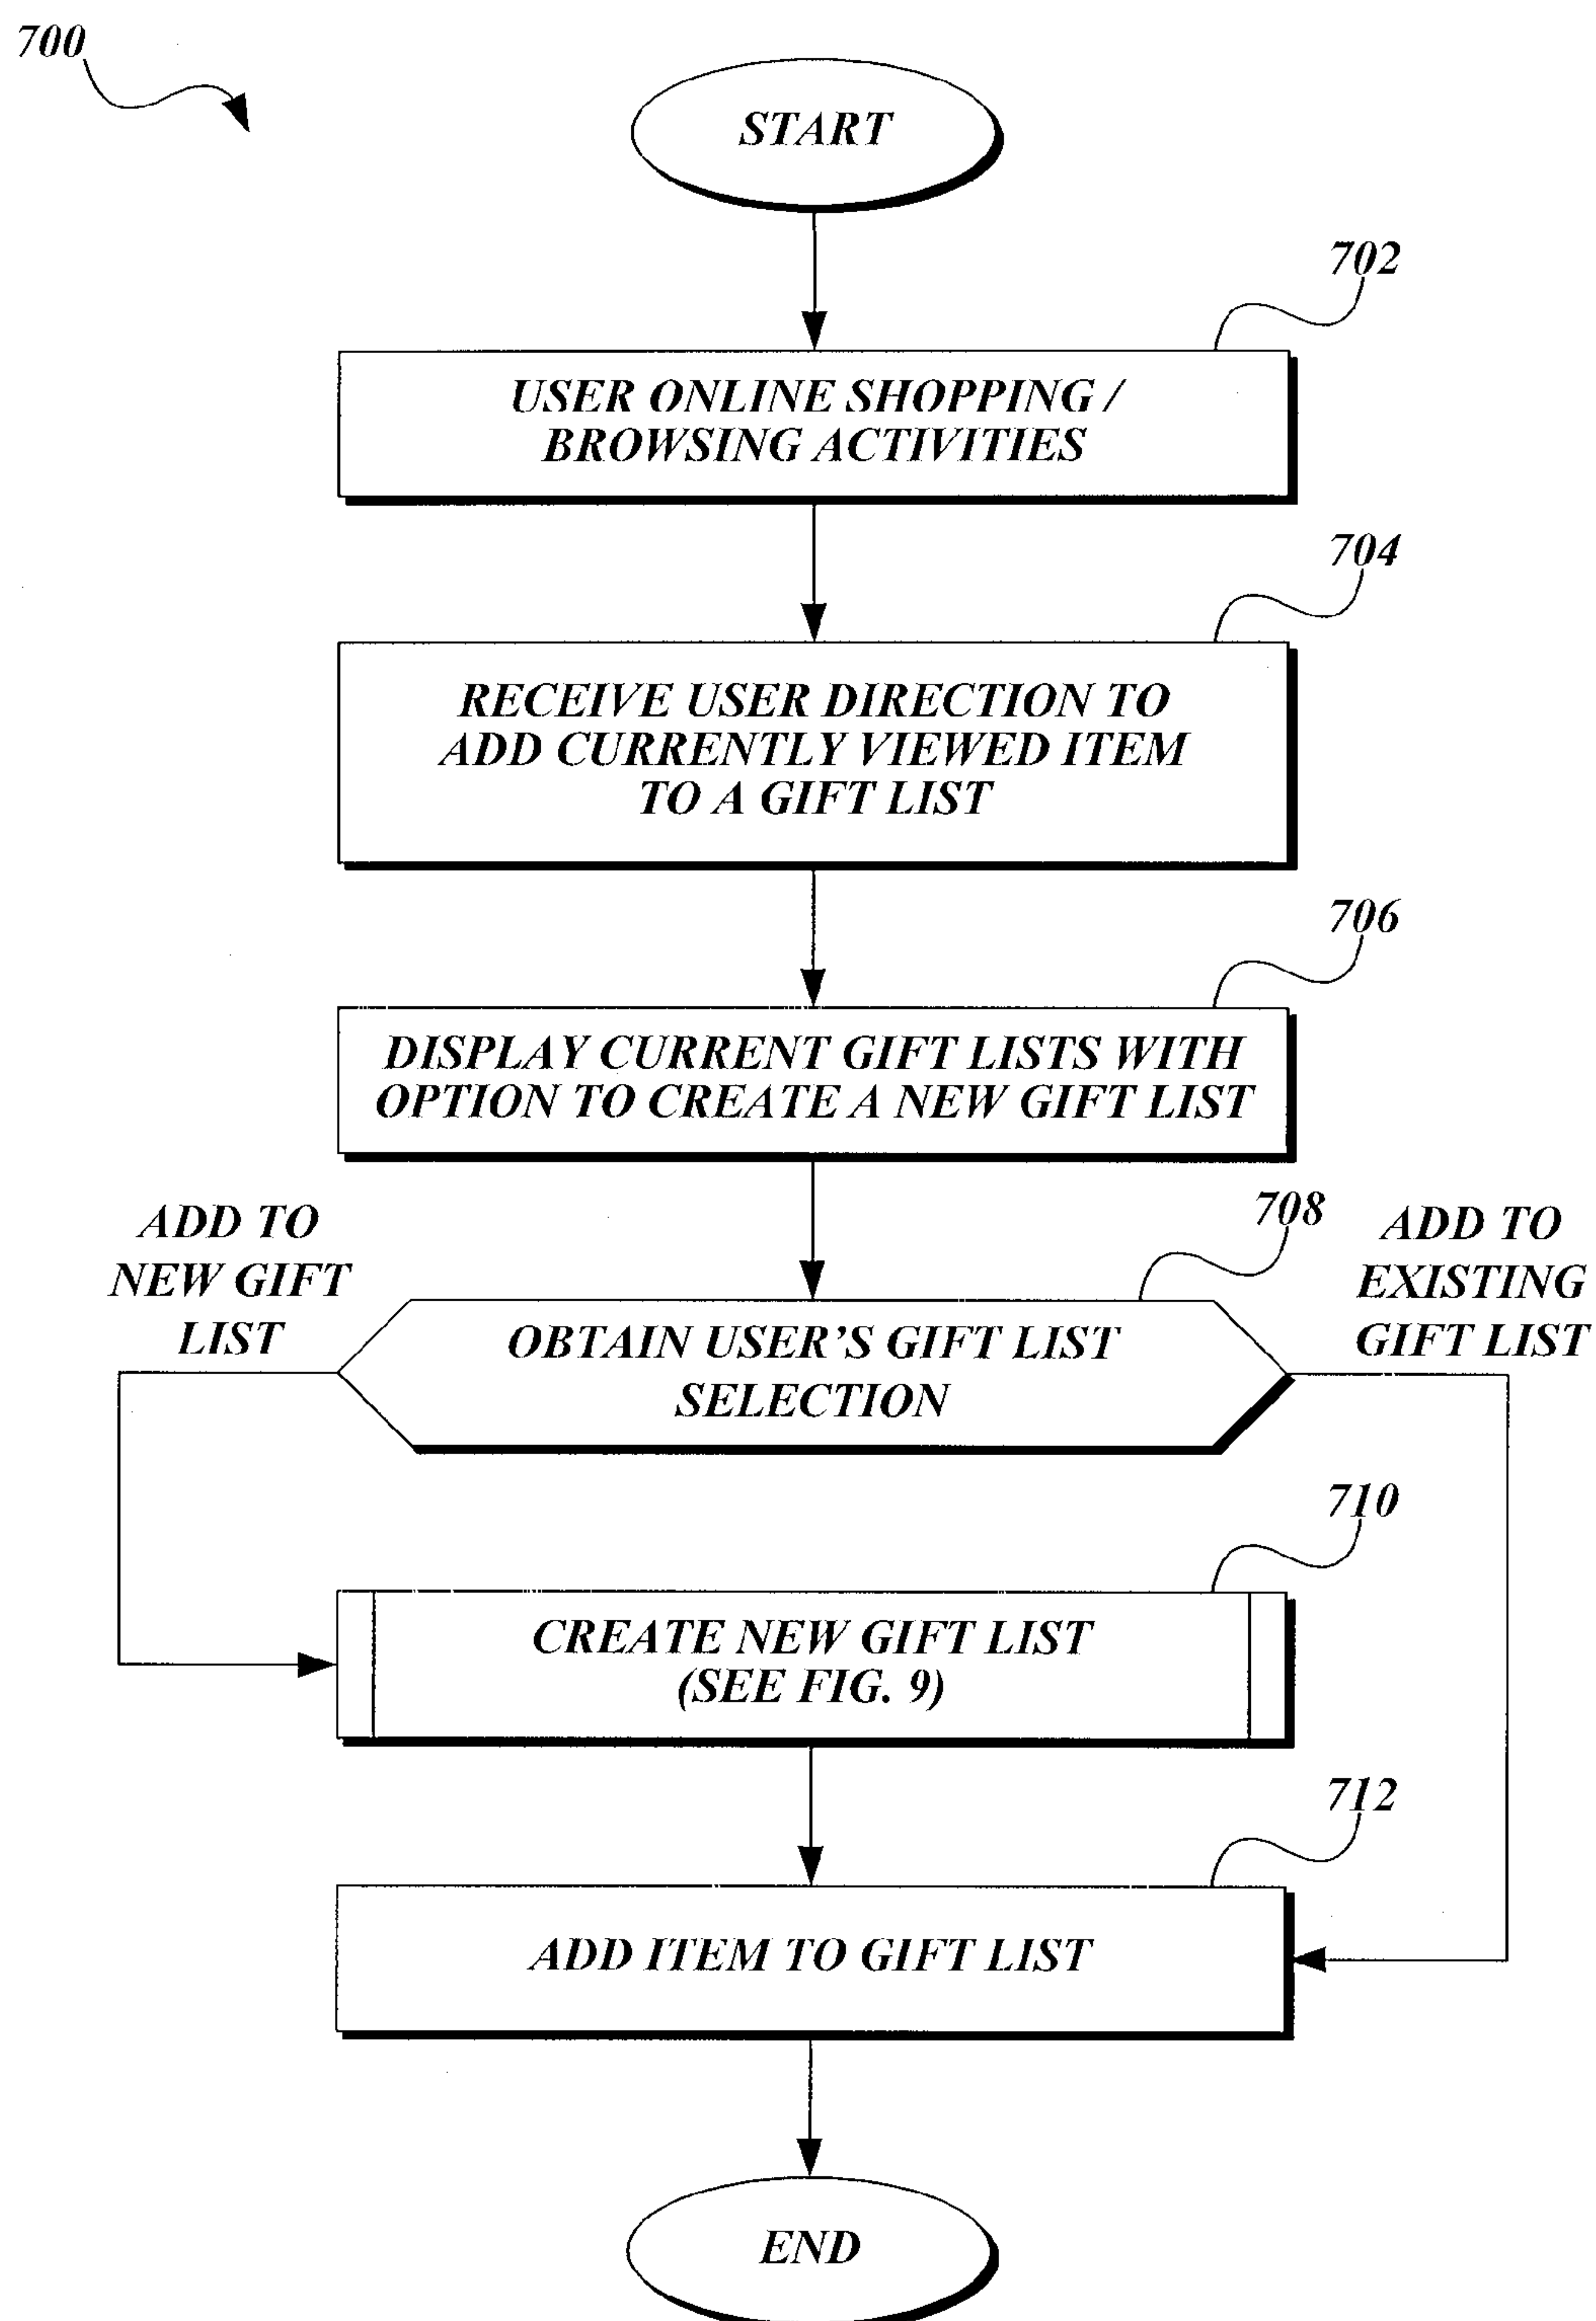 700
START
702
USER ONLINE SHOPPING /
BROWSING ACTIVITIES
704
RECEIVE USER DIRECTION TO
ADD CURRENTLY VIEWED ITEM
TO A GIFT LIST
706
DISPLAY CURRENT GIFT LISTS WITH
OPTION TO CREATE A NEW GIFT LIST
ADD TO
NEW GIFT
LIST
708
ADD TO
EXISTING
GIFT LIST
OBTAIN USER'S GIFT LIST
SELECTION
710
CREATE NEW GIFT LIST
(SEE FIG. 9)
712
ADD ITEM TO GIFT LIST
END